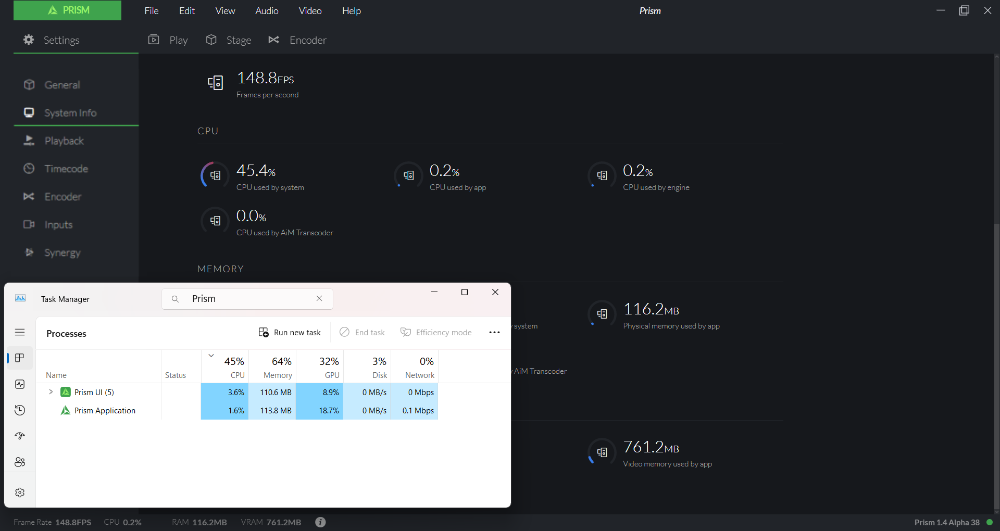 PRISM File Edit View Audio Video Help Prism
Settings Play Stage Encoder
General
System Info
Playback
Timecode
Encoder
Inputs
Synergy
148.8FPS
Frames per second
CPU
45.4%
CPU used by system
0.2%
CPU used by app
0.2%
CPU used by engine
0.0%
CPU used by AiM Transcoder
MEMORY
system
116.2MB
Physical memory used by app
AiM Transcoder
761.2MB
Video memory used by app
Task Manager Prism
Processes Run new task End task Efficiency mode
45% 64% 32% 3% 0%
Name Status CPU Memory GPU Disk Network
Prism UI (5) 3.6% 110.6 MB 8.9% 0 MB/s 0 Mbps
Prism Application 1.6% 113.8 MB 18.7% 0 MB/s 0.1 Mbps
Frame Rate 148.8FPS CPU 0.2% RAM 116.2MB VRAM 761.2MB Prism 1.4 Alpha 38